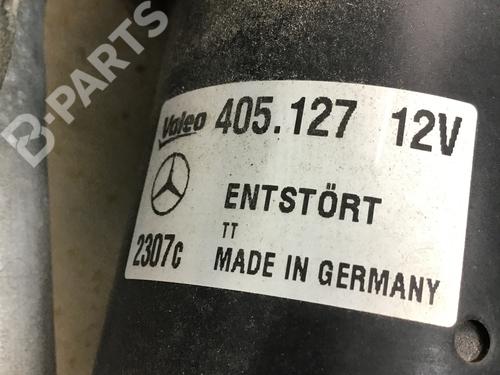 B-PARTS
Valeo 405.127 12V
ENTSTÖRT
TT
2307c MADE IN GERMANY